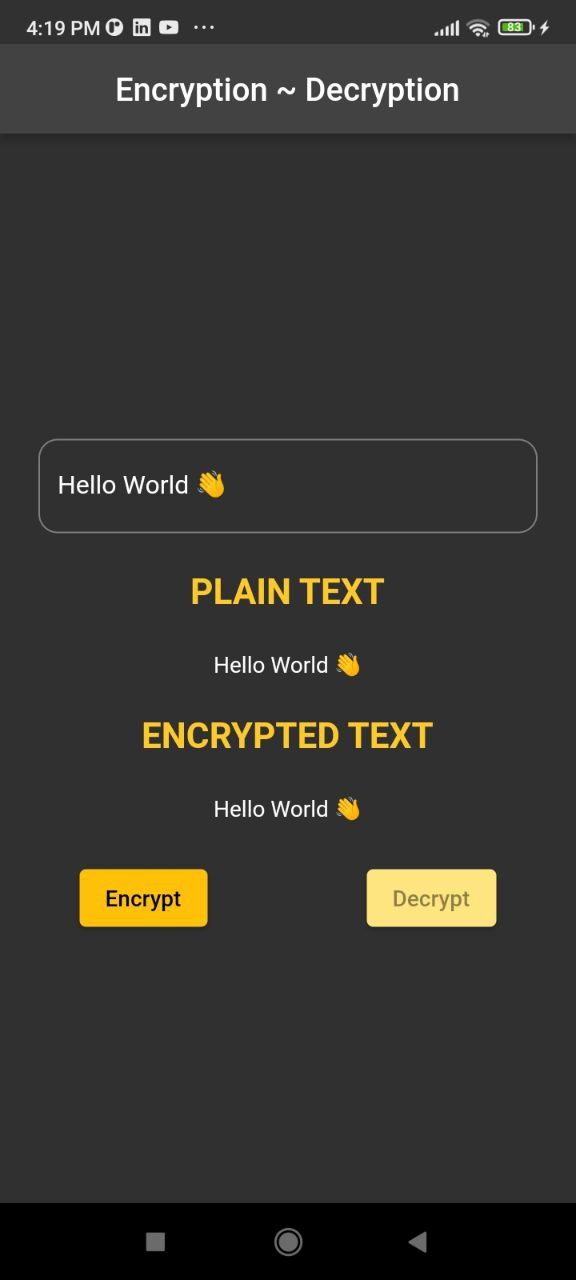 4:19 PM
83
Encryption ~ Decryption
Hello World 👋
PLAIN TEXT
Hello World 👋
ENCRYPTED TEXT
Hello World 👋
Encrypt
Decrypt